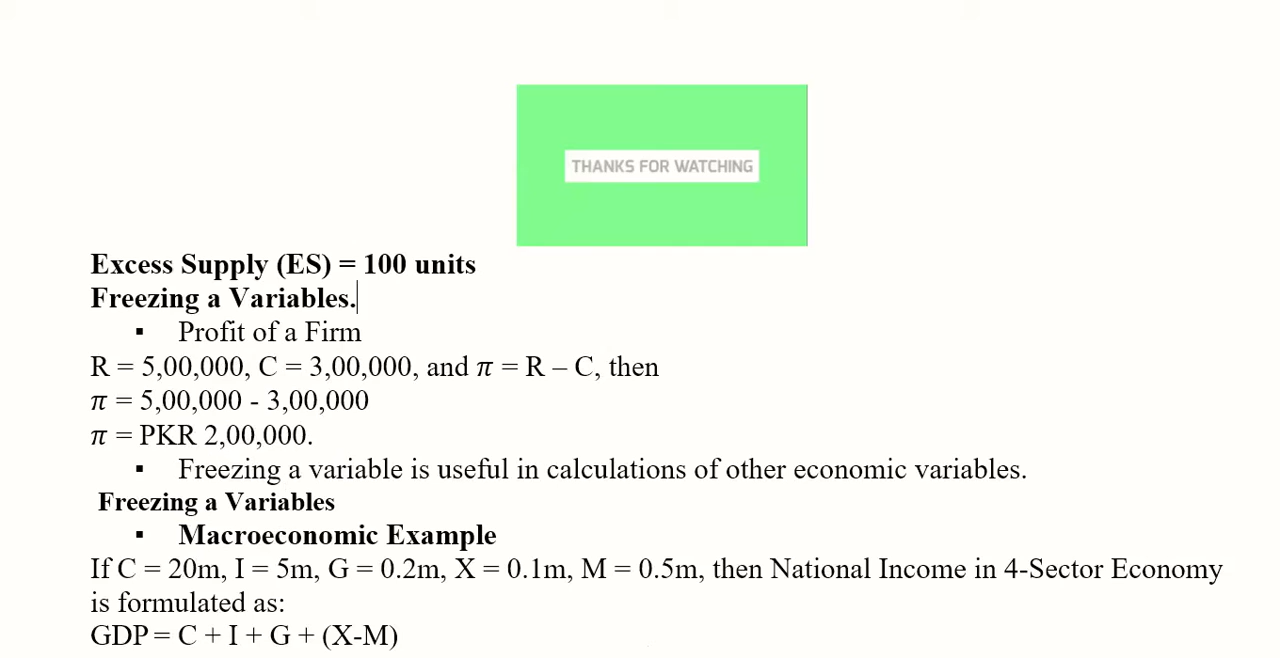 THANKS FOR WATCHING
Excess Supply (ES) = 100 units
Freezing a Variables.
▪ Profit of a Firm
R = 5,00,000, C = 3,00,000, and π = R – C, then
π = 5,00,000 - 3,00,000
π = PKR 2,00,000.
▪ Freezing a variable is useful in calculations of other economic variables.
Freezing a Variables
▪ Macroeconomic Example
If C = 20m, I = 5m, G = 0.2m, X = 0.1m, M = 0.5m, then National Income in 4-Sector Economy
is formulated as:
GDP = C + I + G + (X-M)